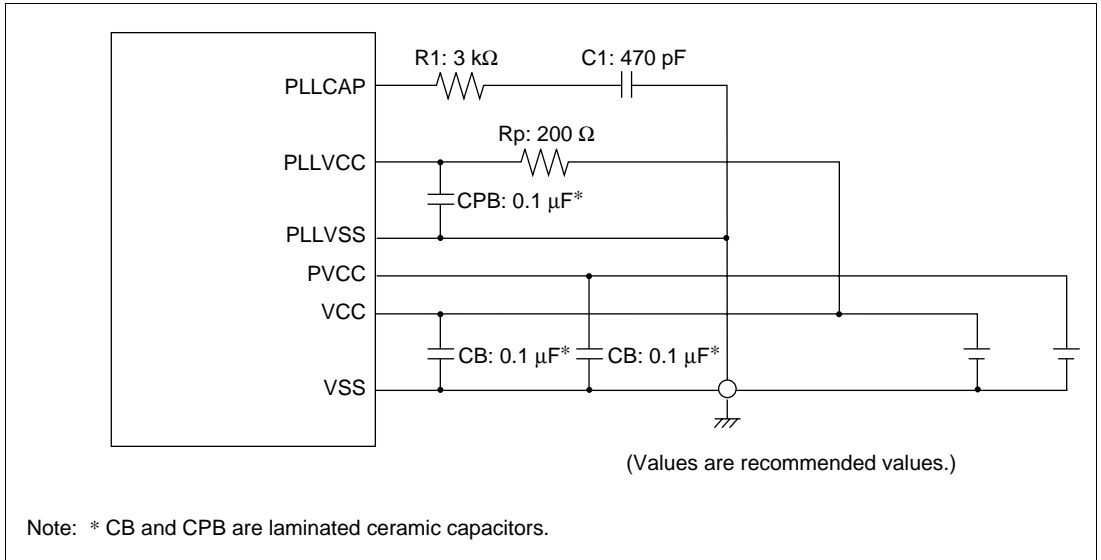 R1: 3 kΩ
C1: 470 pF
PLLCAP
Rp: 200 Ω
PLLVCC
CPB: 0.1 μF*
PLLVSS
PVCC
VCC
CB: 0.1 μF*
CB: 0.1 μF*
VSS
(Values are recommended values.)
Note: * CB and CPB are laminated ceramic capacitors.